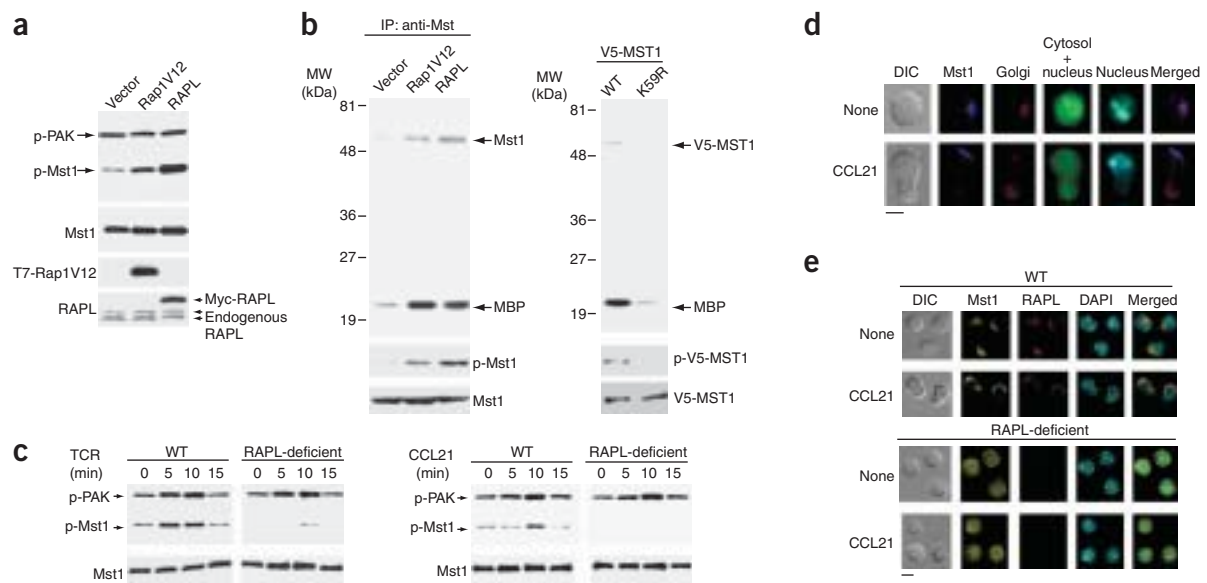 a
Vector
Rap1V12
RAPL
p-PAK
p-Mst1
Mst1
T7-Rap1V12
RAPL
Myc-RAPL
Endogenous
RAPL
b
IP: anti-Mst
MW
(kDa)
Vector
Rap1V12
RAPL
81
48
36
27
19
Mst1
MBP
p-Mst1
Mst1
V5-MST1
MW
(kDa)
WT
K59R
81
48
36
27
19
V5-MST1
MBP
p-V5-MST1
V5-MST1
c
TCR WT RAPL-deficient
(min) 0 5 10 15 0 5 10 15
p-PAK
p-Mst1
Mst1
CCL21 WT RAPL-deficient
(min) 0 5 10 15 0 5 10 15
p-PAK
p-Mst1
Mst1
d
Cytosol
+
DIC Mst1 Golgi nucleus Nucleus Merged
None
CCL21
e
WT
DIC Mst1 RAPL DAPI Merged
None
CCL21
RAPL-deficient
None
CCL21